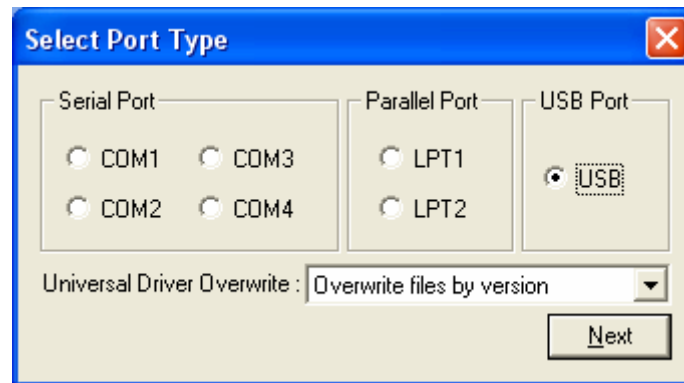 Select Port Type
Serial Port Parallel Port USB Port
COM1 COM3 LPT1 USB
COM2 COM4 LPT2
Universal Driver Overwrite : Overwrite files by version
Next